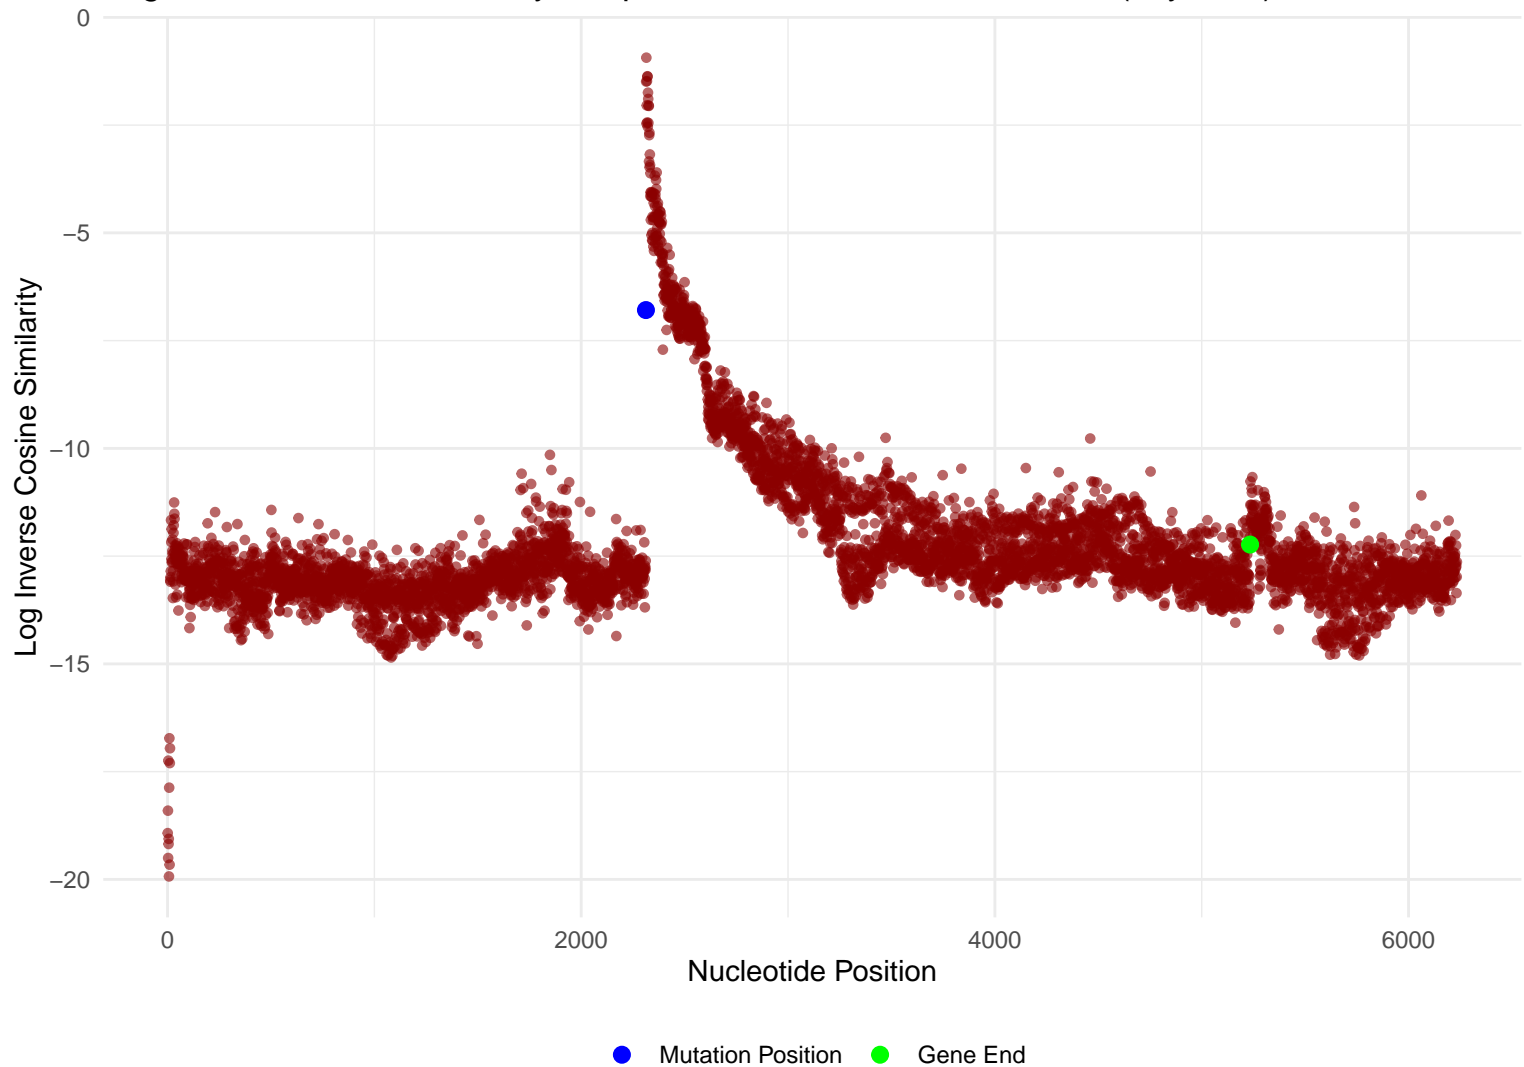 0
−5
−10
−15
−20
Log Inverse Cosine Similarity
0 2000 4000 6000
Nucleotide Position
Mutation Position Gene End